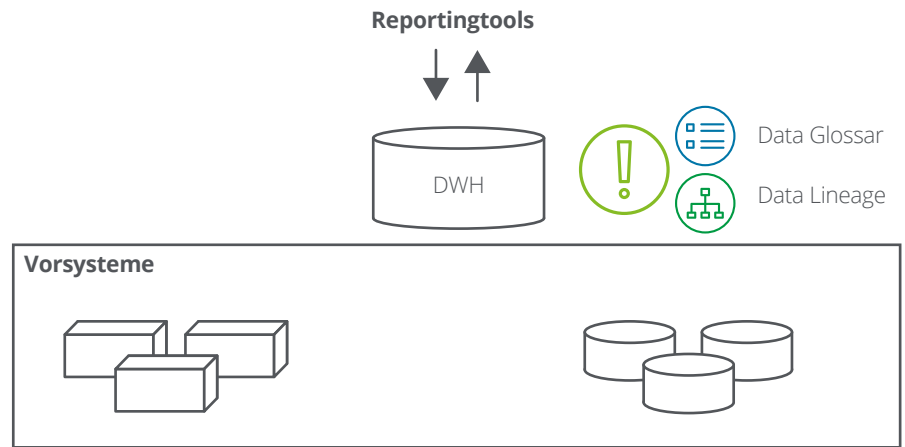 Reportingtools
DWH
Data Glossar
Data Lineage
Vorsysteme